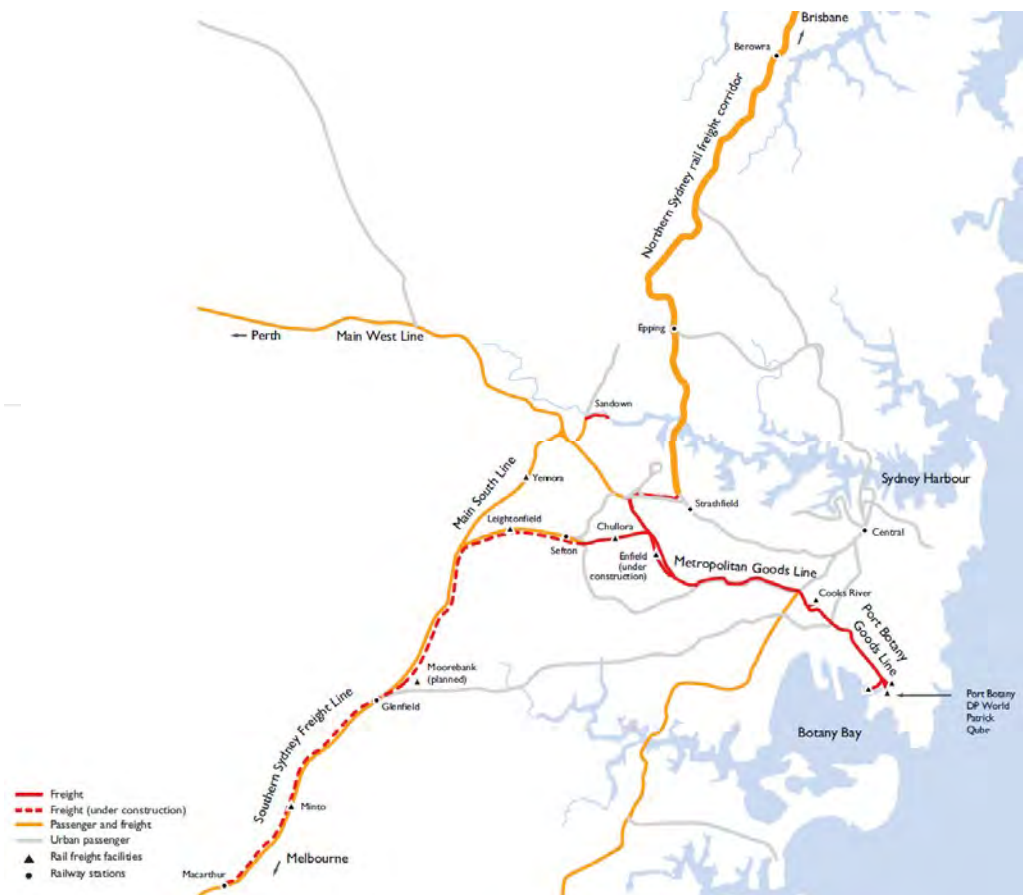 Brisbane
Berowra
Northern Sydney rail freight corridor
Epping
Perth
Main West Line
Sandown
Main South Line
Yennora
Strathfield
Sydney Harbour
Leightonfield
Chullora
Sefton
Central
Enfield
(under
construction)
Metropolitan Goods Line
Cooks River
Port Botany
Goods Line
Moorebank
(planned)
Glenfield
Port Botany
DP World
Patrick
Qube
Botany Bay
Southern Sydney Freight Line
Minto
Melbourne
Macarthur
Freight
Freight (under construction)
Passenger and freight
Urban passenger
Rail freight facilities
Railway stations